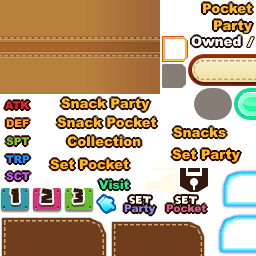 Pocket
Party
Owned /
ATK
DEF
SPT
TRP
SCT
Snack Party
Snack Pocket
Collection
Set Pocket
Snacks
Set Party
Visit
1 2 3
SET
Party
SET
Pocket